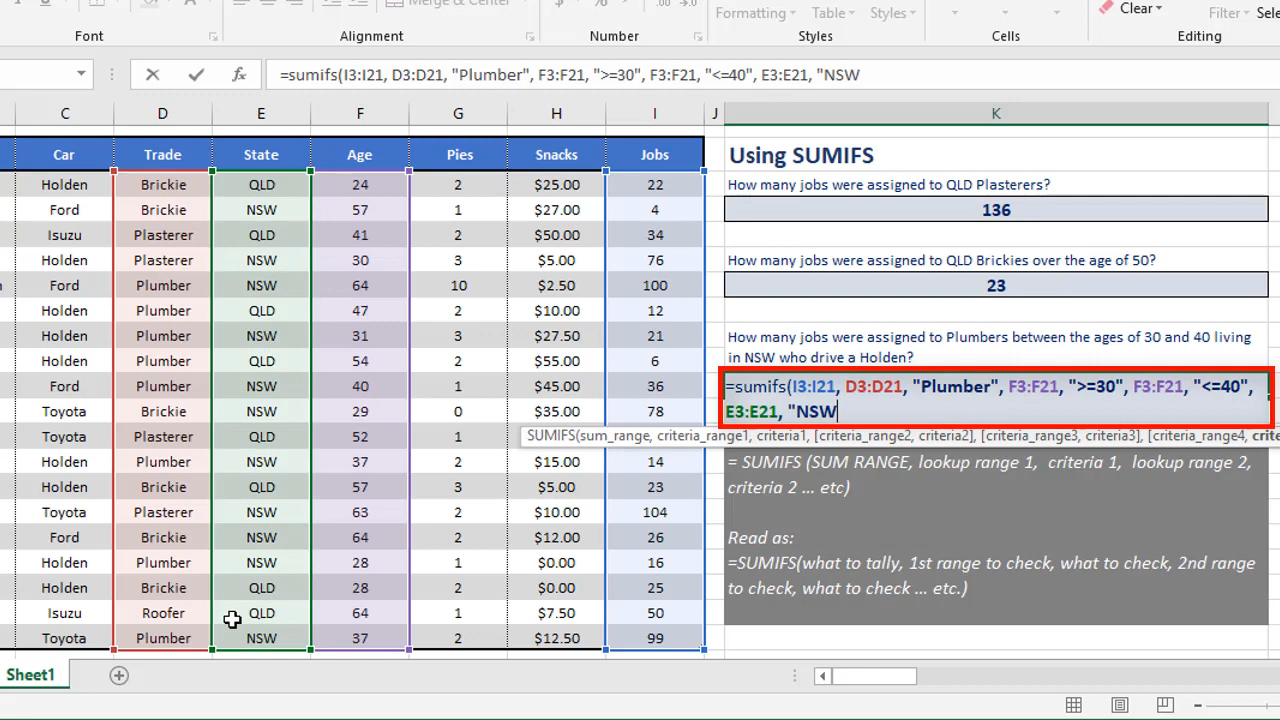 Merge & Center
$
%
Formatting
Table
Styles
Clear
Filter
Font
Alignment
Number
Styles
Cells
Editing
=sumifs(I3:I21, D3:D21, "Plumber", F3:F21, ">=30", F3:F21, "<=40", E3:E21, "NSW
C D E F G H I J K
Car Trade State Age Pies Snacks Jobs
Holden Brickie QLD 24 2 $25.00 22
Ford Brickie NSW 57 1 $27.00 4
Isuzu Plasterer QLD 41 2 $50.00 34
Holden Plasterer NSW 30 3 $5.00 76
Ford Plumber NSW 64 10 $2.50 100
Holden Plumber QLD 47 2 $10.00 12
Holden Plumber NSW 31 3 $27.50 21
Holden Plumber QLD 54 2 $55.00 6
Ford Plumber NSW 40 1 $45.00 36
Toyota Brickie NSW 29 0 $35.00 78
Toyota Plasterer QLD 52 1
Holden Plumber NSW 37 2 $15.00 14
Holden Brickie QLD 57 3 $5.00 23
Toyota Plasterer NSW 63 2 $10.00 104
Ford Brickie NSW 64 2 $12.00 26
Holden Plumber NSW 28 1 $0.00 16
Holden Brickie QLD 28 2 $0.00 25
Isuzu Roofer QLD 64 1 $7.50 50
Toyota Plumber NSW 37 2 $12.50 99
Using SUMIFS
How many jobs were assigned to QLD Plasterers?
136
How many jobs were assigned to QLD Brickies over the age of 50?
23
How many jobs were assigned to Plumbers between the ages of 30 and 40 living
in NSW who drive a Holden?
=sumifs(I3:I21, D3:D21, "Plumber", F3:F21, ">=30", F3:F21, "<=40",
E3:E21, "NSW
SUMIFS(sum_range, criteria_range1, criteria1, [criteria_range2, criteria2], [criteria_range3, criteria3], [criteria_range4,
= SUMIFS (SUM RANGE, lookup range 1, criteria 1, lookup range 2,
criteria 2 ... etc)
Read as:
=SUMIFS(what to tally, 1st range to check, what to check, 2nd range
to check, what to check ... etc.)
Sheet1